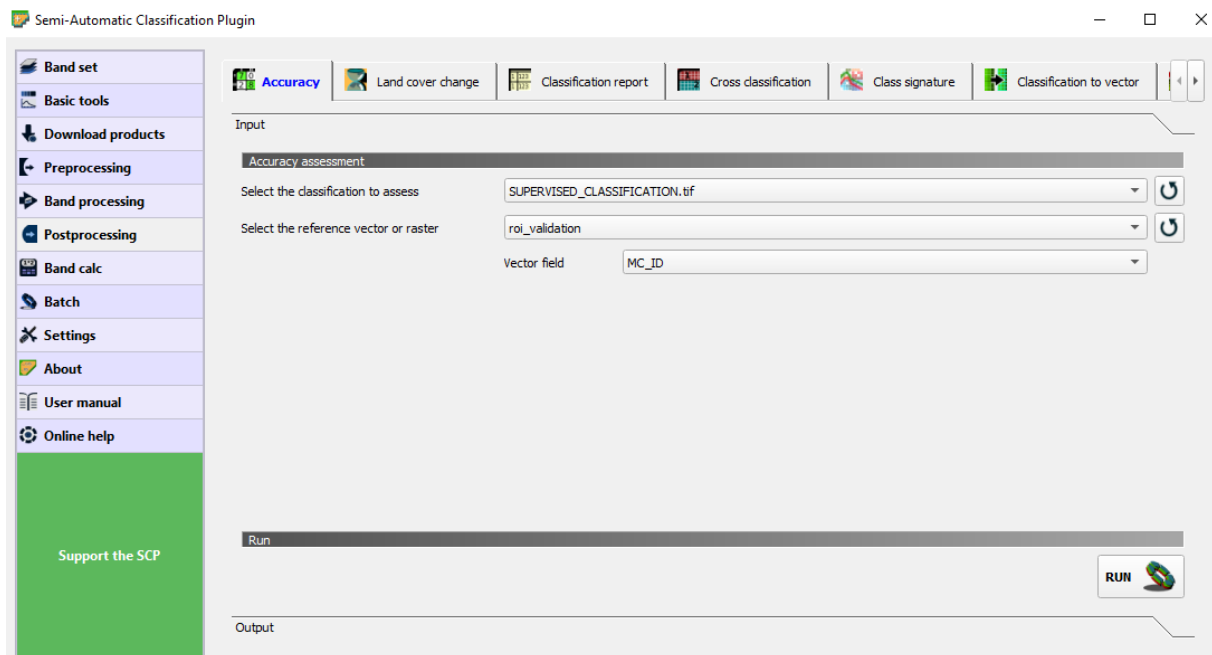 Semi-Automatic Classification Plugin
Band set
Basic tools
Download products
Preprocessing
Band processing
Postprocessing
Band calc
Batch
Settings
About
User manual
Online help
Support the SCP
Accuracy Land cover change Classification report Cross classification Class signature Classification to vector
Input
Accuracy assessment
Select the classification to assess SUPERVISED_CLASSIFICATION.tif
Select the reference vector or raster roi_validation
Vector field MC_ID
Run
RUN
Output